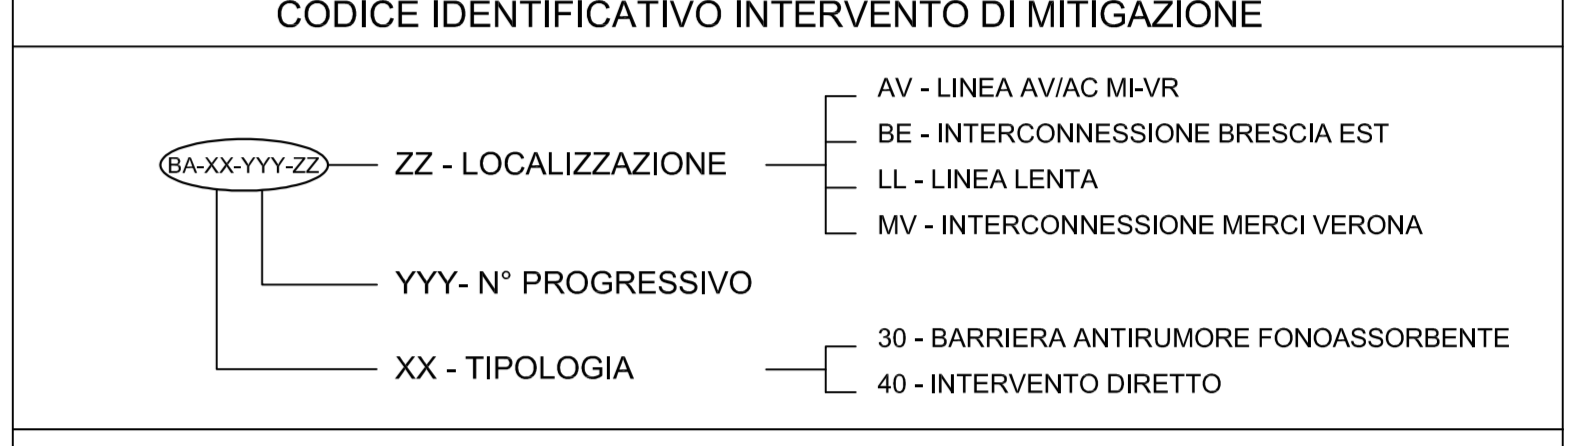 CODICE IDENTIFICATIVO INTERVENTO DI MITIGAZIONE
BA-XX-YYY-ZZ
ZZ - LOCALIZZAZIONE
AV - LINEA AV/AC MI-VR
BE - INTERCONNESSIONE BRESCIA EST
LL - LINEA LENTA
MV - INTERCONNESSIONE MERCI VERONA
YYY- N° PROGRESSIVO
XX - TIPOLOGIA
30 - BARRIERA ANTIRUMORE FONOASSORBENTE
40 - INTERVENTO DIRETTO